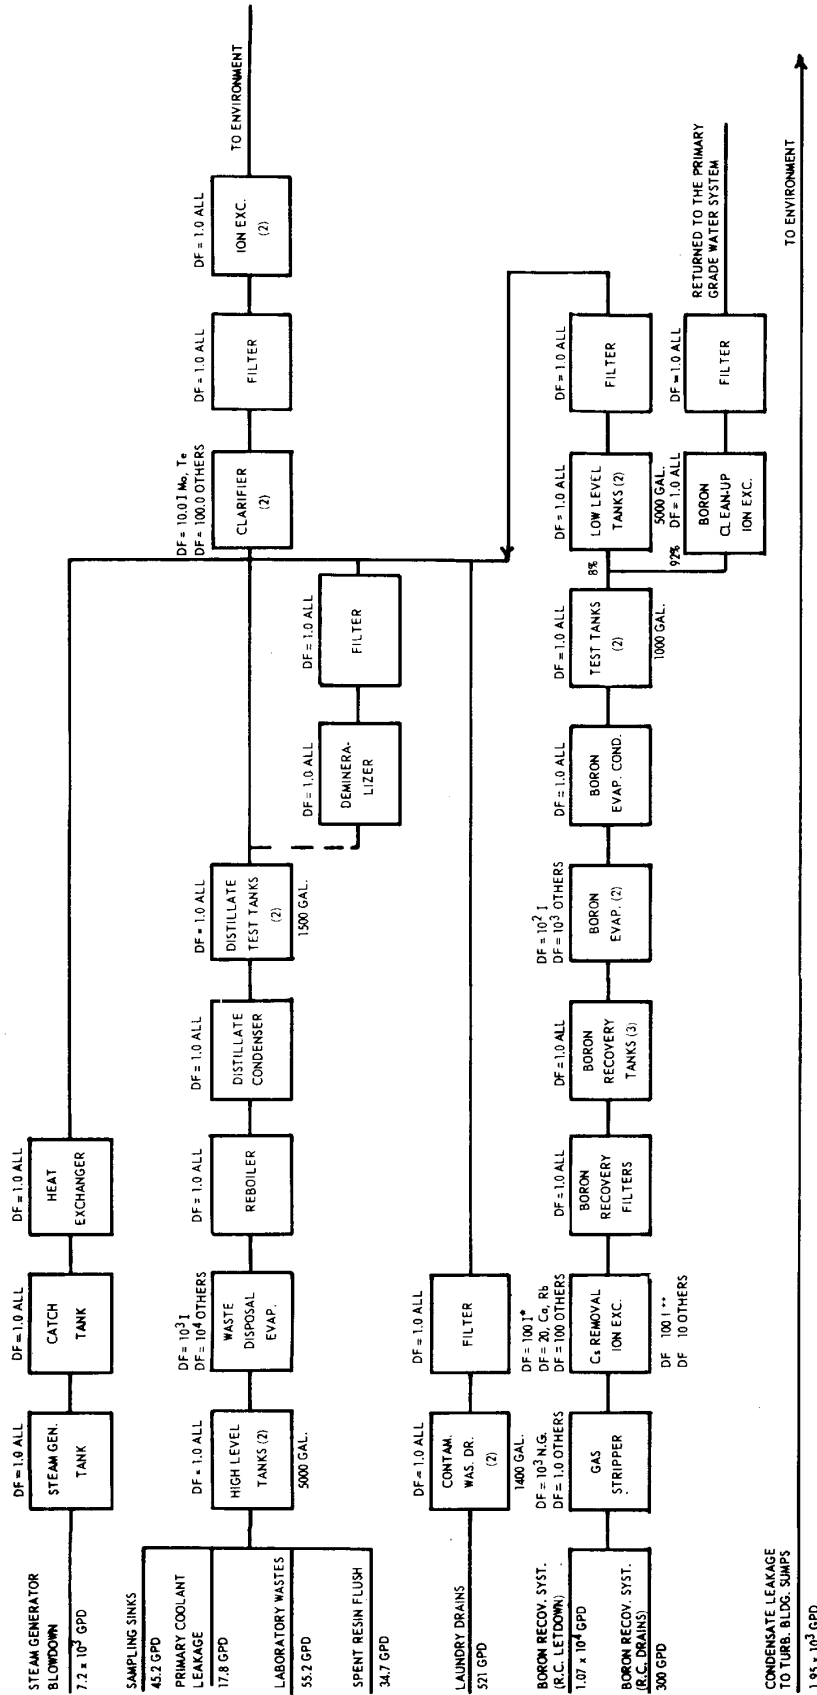 STEAM GENERATOR
BLOWDOWN
7.2 x 10³ GPD
DF = 1.0 ALL
STEAM GEN.
TANK
DF = 1.0 ALL
CATCH
TANK
DF = 1.0 ALL
HEAT
EXCHANGER
SAMPLING SINKS
45.2 GPD
PRIMARY COOLANT
LEAKAGE
17.8 GPD
LABORATORY WASTES
55.2 GPD
SPENT RESIN FLUSH
34.7 GPD
DF = 1.0 ALL
HIGH LEVEL
TANKS (2)
5000 GAL.
DF = 10³ I
DF = 10⁴ OTHERS
WASTE
DISPOSAL
EVAP.
DF = 1.0 ALL
REBOILER
DF = 1.0 ALL
DISTILLATE
CONDENSER
DF = 1.0 ALL
DISTILLATE
TEST TANKS
(2)
1500 GAL.
DF = 1.0 ALL
DEMINERA-
LIZER
DF = 1.0 ALL
FILTER
DF = 10.0 I Mo, Te
DF = 100.0 OTHERS
CLARIFIER
(2)
DF = 1.0 ALL
FILTER
DF = 1.0 ALL
ION EXC.
(2)
TO ENVIRONMENT
LAUNDRY DRAINS
521 GPD
DF = 1.0 ALL
CONTAM.
WAS. DR.
(2)
1400 GAL.
DF = 1.0 ALL
FILTER
BORON RECOV. SYST.
(R.C. LETDOWN)
1.07 x 10⁴ GPD
BORON RECOV. SYST.
(R.C. DRAINS)
300 GPD
DF = 10³ N.G.
DF = 1.0 OTHERS
GAS
STRIPPER
DF = 100 I*
DF = 20, Cs, Rb
DF = 100 OTHERS
Cs REMOVAL
ION EXC.
DF 100 I **
DF 10 OTHERS
DF = 1.0 ALL
BORON
RECOVERY
FILTERS
DF = 1.0 ALL
BORON
RECOVERY
TANKS (3)
DF = 10² I
DF = 10³ OTHERS
BORON
EVAP. (2)
DF = 1.0 ALL
BORON
EVAP. COND.
DF = 1.0 ALL
TEST TANKS
(2)
1000 GAL.
8%
92%
DF = 1.0 ALL
LOW LEVEL
TANKS (2)
5000 GAL.
DF = 1.0 ALL
FILTER
DF = 1.0 ALL
BORON
CLEAN-UP
ION EXC.
DF = 1.0 ALL
FILTER
RETURNED TO THE PRIMARY
GRADE WATER SYSTEM
CONDENSATE LEAKAGE
TO TURB. BLDG. SUMPS
1.95 x 10³ GPD
TO ENVIRONMENT